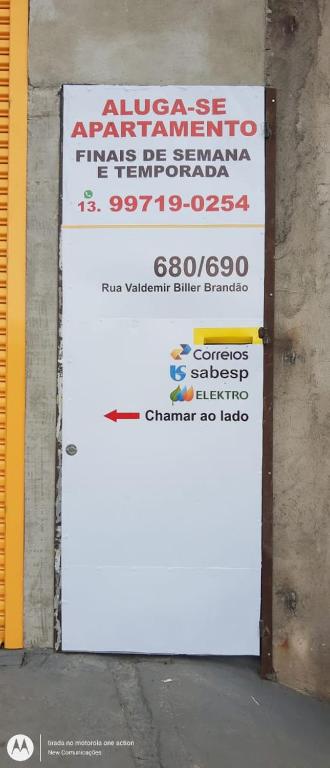 ALUGA-SE
APARTAMENTO
FINAIS DE SEMANA
E TEMPORADA
13. 99719-0254
680/690
Rua Valdemir Biller Brandão
Correios
sabesp
ELEKTRO
Chamar ao lado
tirada no motorola one action
New Comunicações